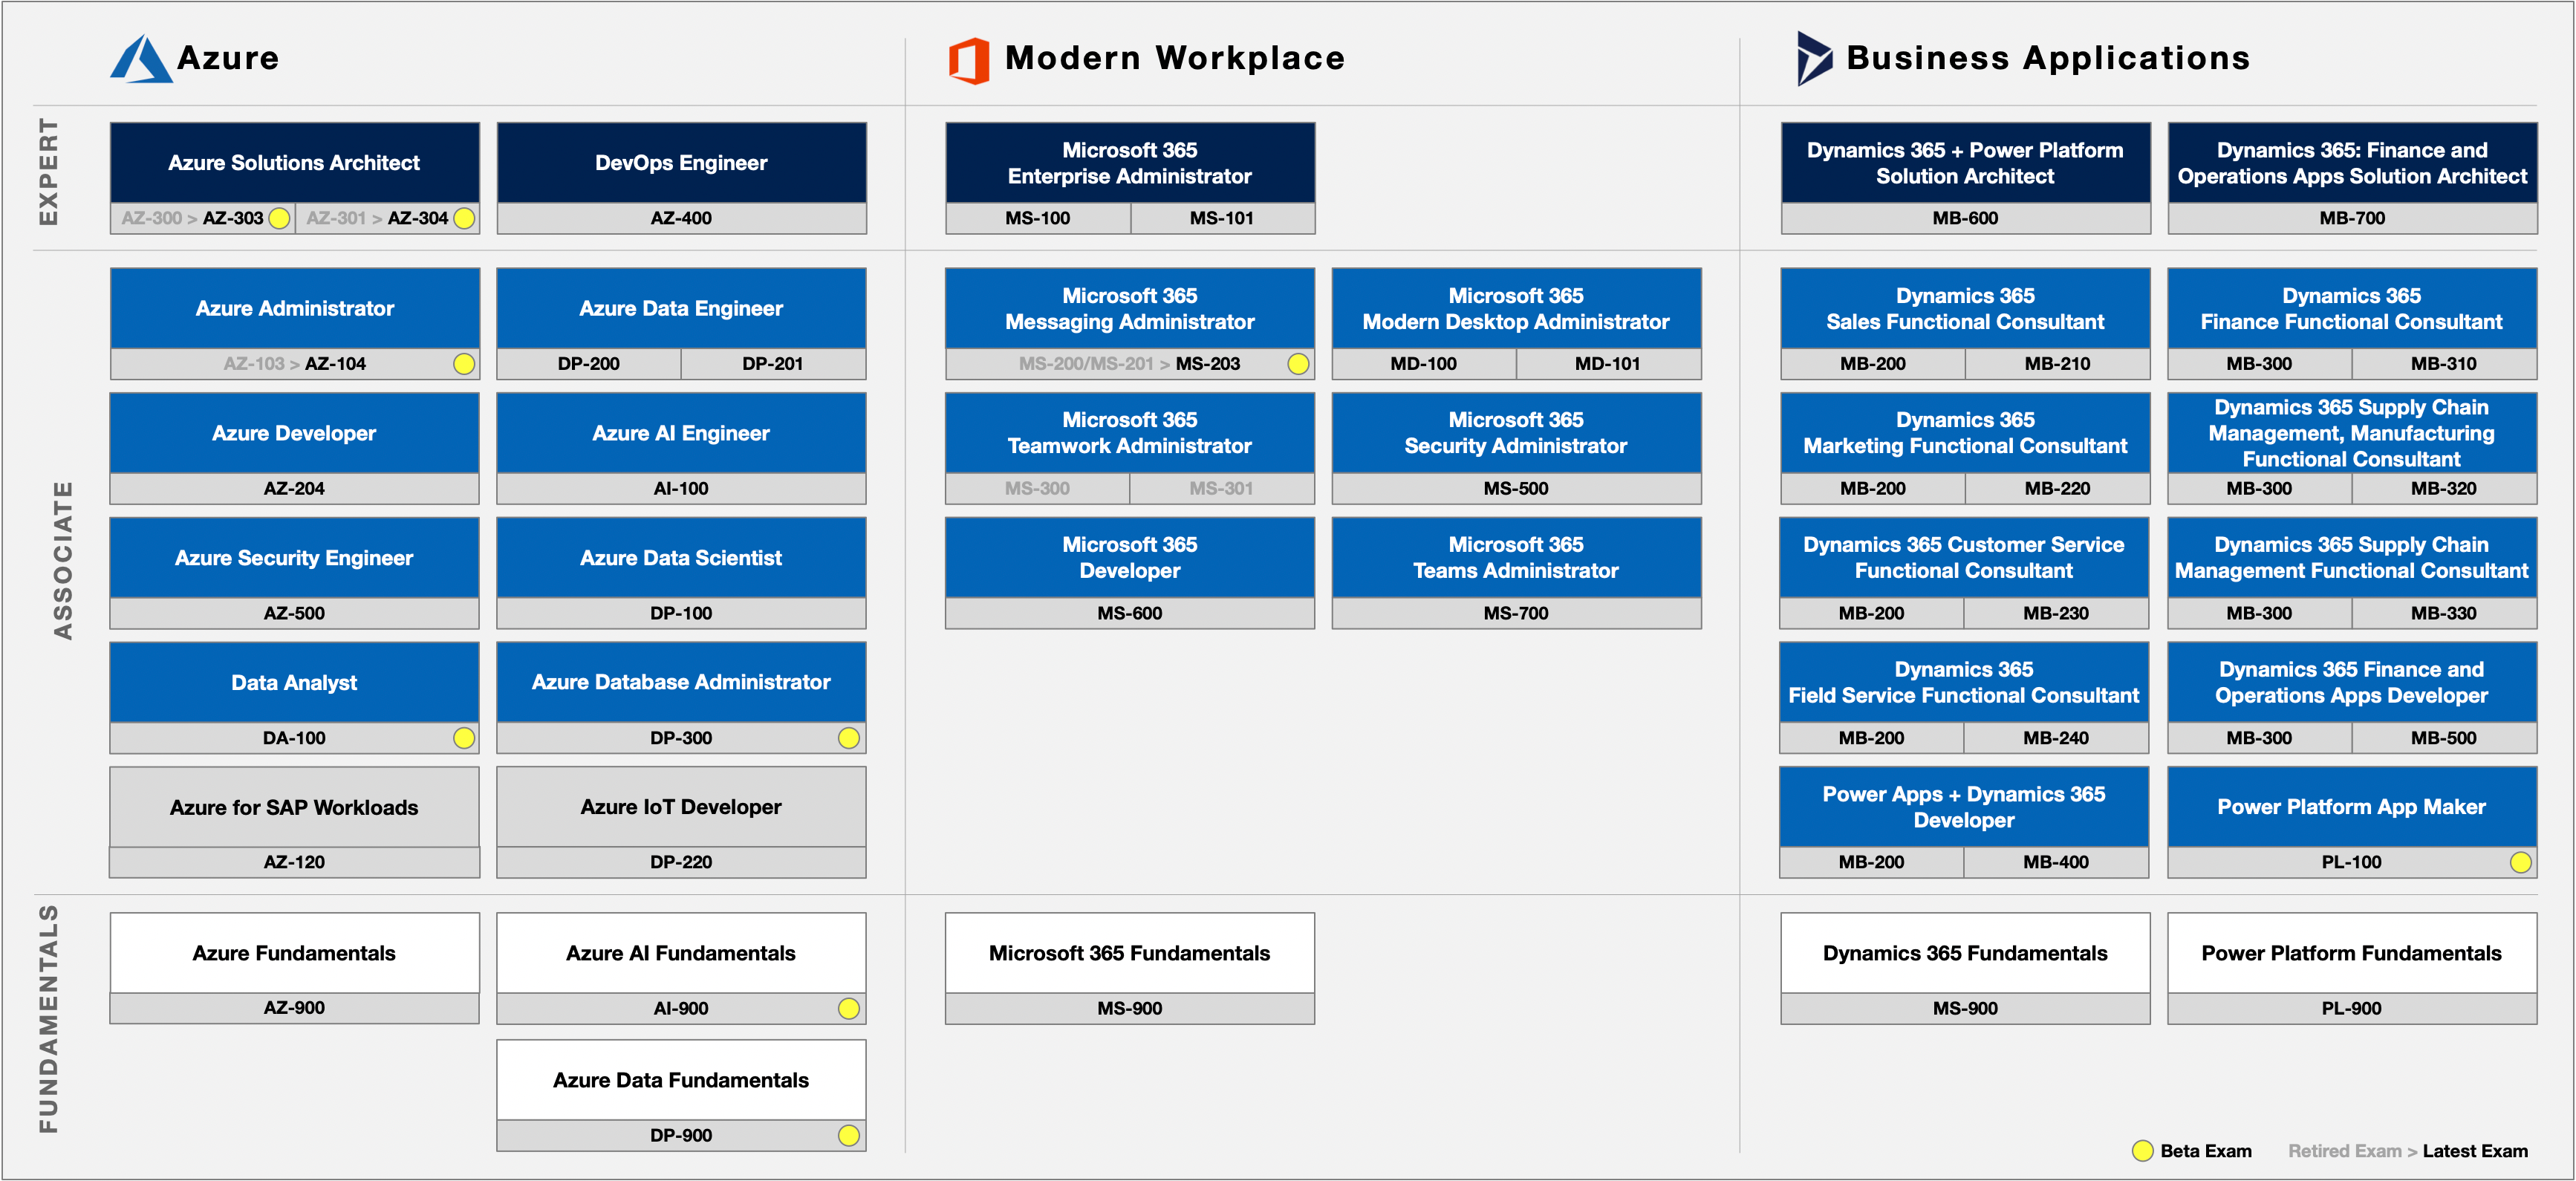 Azure
Modern Workplace
Business Applications
EXPERT
Azure Solutions Architect
AZ-300 > AZ-303
AZ-301 > AZ-304
DevOps Engineer
AZ-400
Microsoft 365
Enterprise Administrator
MS-100
MS-101
Dynamics 365 + Power Platform
Solution Architect
MB-600
Dynamics 365: Finance and
Operations Apps Solution Architect
MB-700
ASSOCIATE
Azure Administrator
AZ-103 > AZ-104
Azure Data Engineer
DP-200
DP-201
Microsoft 365
Messaging Administrator
MS-200/MS-201 > MS-203
Microsoft 365
Modern Desktop Administrator
MD-100
MD-101
Dynamics 365
Sales Functional Consultant
MB-200
MB-210
Dynamics 365
Finance Functional Consultant
MB-300
MB-310
Azure Developer
AZ-204
Azure AI Engineer
AI-100
Microsoft 365
Teamwork Administrator
MS-300
MS-301
Microsoft 365
Security Administrator
MS-500
Dynamics 365
Marketing Functional Consultant
MB-200
MB-220
Dynamics 365 Supply Chain
Management, Manufacturing
Functional Consultant
MB-300
MB-320
Azure Security Engineer
AZ-500
Azure Data Scientist
DP-100
Microsoft 365
Developer
MS-600
Microsoft 365
Teams Administrator
MS-700
Dynamics 365 Customer Service
Functional Consultant
MB-200
MB-230
Dynamics 365 Supply Chain
Management Functional Consultant
MB-300
MB-330
Data Analyst
DA-100
Azure Database Administrator
DP-300
Dynamics 365
Field Service Functional Consultant
MB-200
MB-240
Dynamics 365 Finance and
Operations Apps Developer
MB-300
MB-500
Azure for SAP Workloads
AZ-120
Azure IoT Developer
DP-220
Power Apps + Dynamics 365
Developer
MB-200
MB-400
Power Platform App Maker
PL-100
FUNDAMENTALS
Azure Fundamentals
AZ-900
Azure AI Fundamentals
AI-900
Microsoft 365 Fundamentals
MS-900
Dynamics 365 Fundamentals
MS-900
Power Platform Fundamentals
PL-900
Azure Data Fundamentals
DP-900
Beta Exam
Retired Exam > Latest Exam